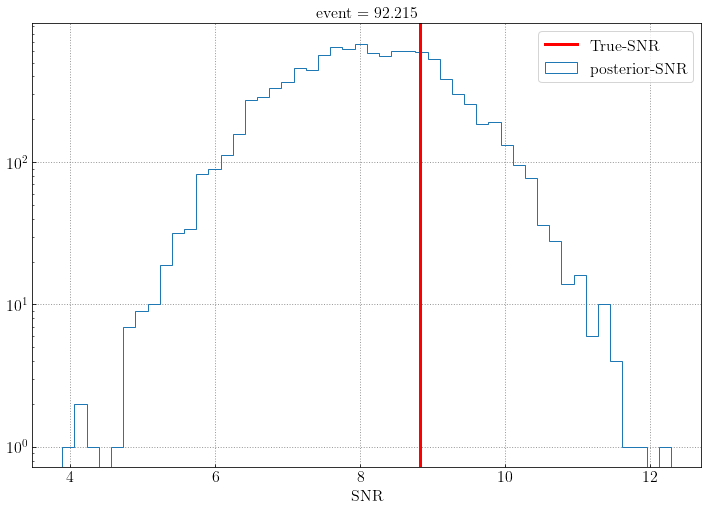 event = 92.215
True-SNR
posterior-SNR
10²
10¹
10⁰
4 6 8 10 12
SNR